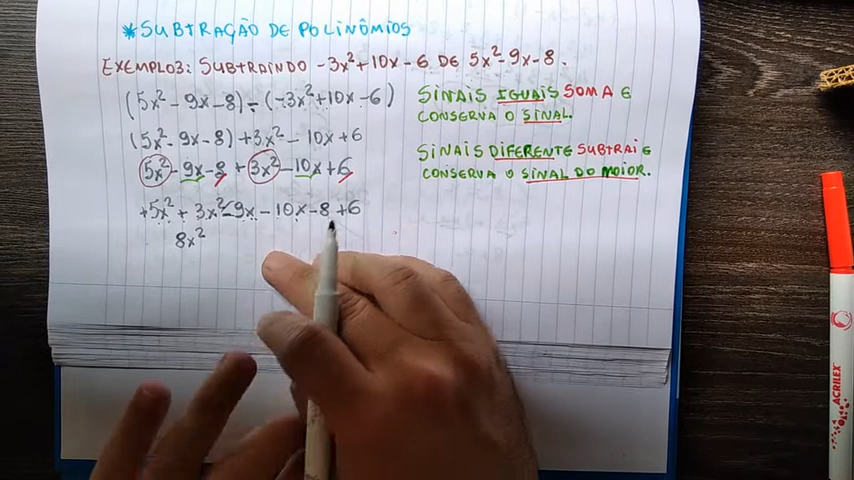 *SUBTRAÇÃO DE POLINÔMIOS
EXEMPLO3: SUBTRAINDO -3x²+10x-6 DE 5x²-9x-8.
(5x²-9x-8)-(-3x²+10x-6)
(5x²-9x-8)+3x²-10x+6
5x²-9x-8+3x²-10x+6
+5x²+3x²-9x-10x-8+6
8x²
SINAIS IGUAIS SOMA E
CONSERVA O SINAL.
SINAIS DIFERENTE SUBTRAI E
CONSERVA O SINAL DO MAIOR.
ACRILEX